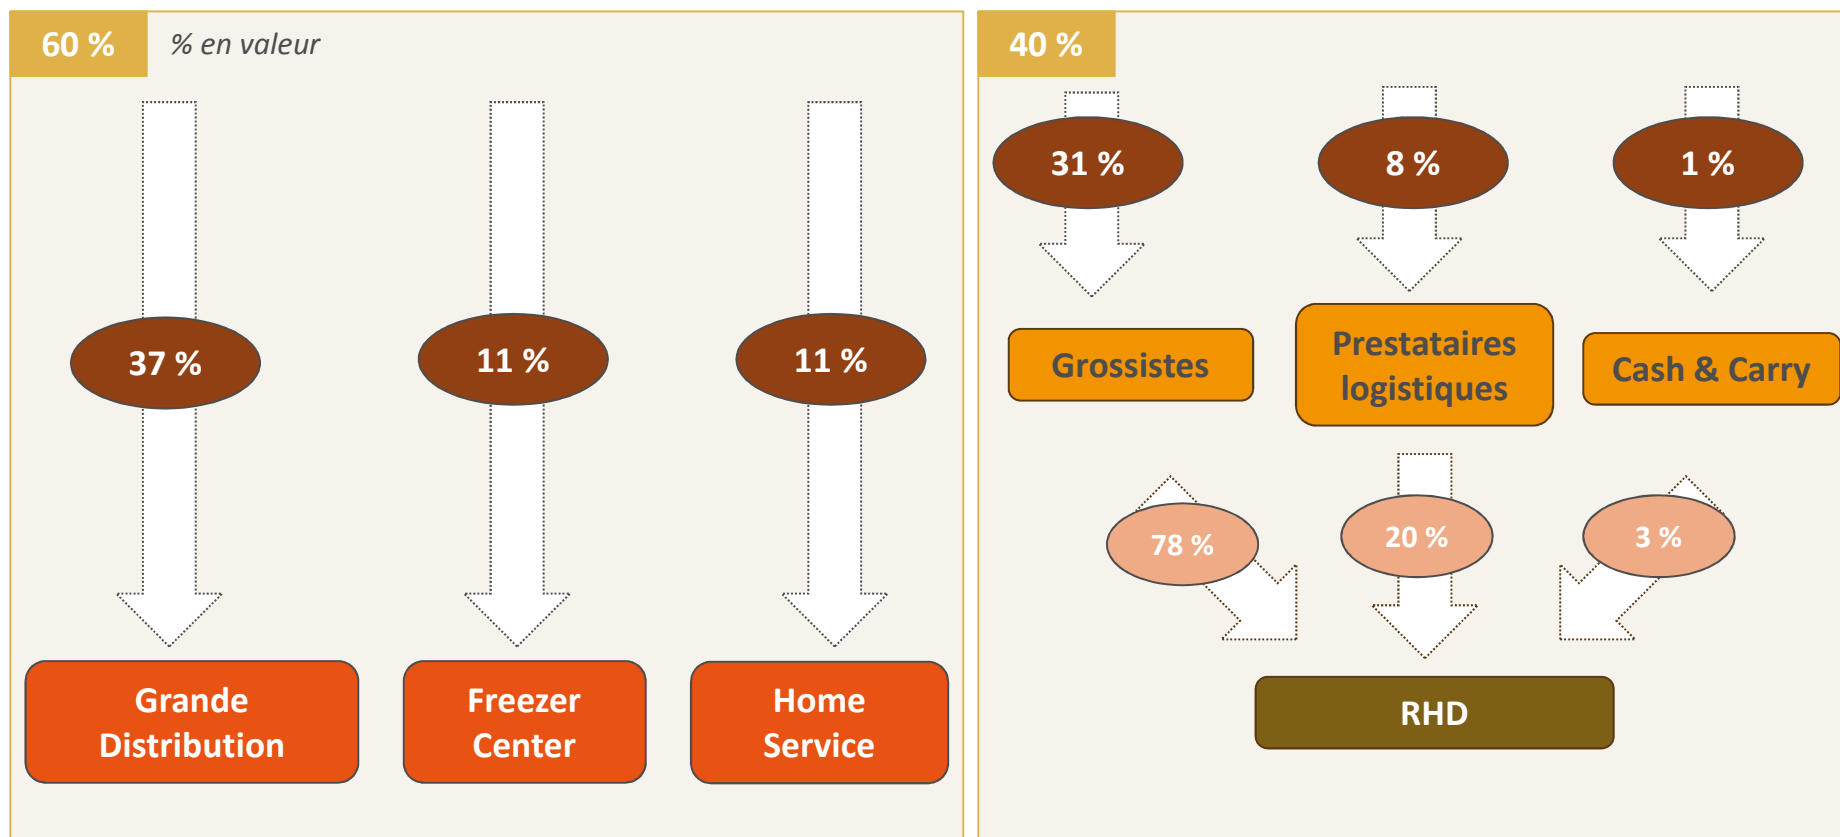 60 %
% en valeur
37 %
11 %
11 %
Grande
Distribution
Freezer
Center
Home
Service
40 %
31 %
8 %
1 %
Grossistes
Prestataires
logistiques
Cash & Carry
78 %
20 %
3 %
RHD